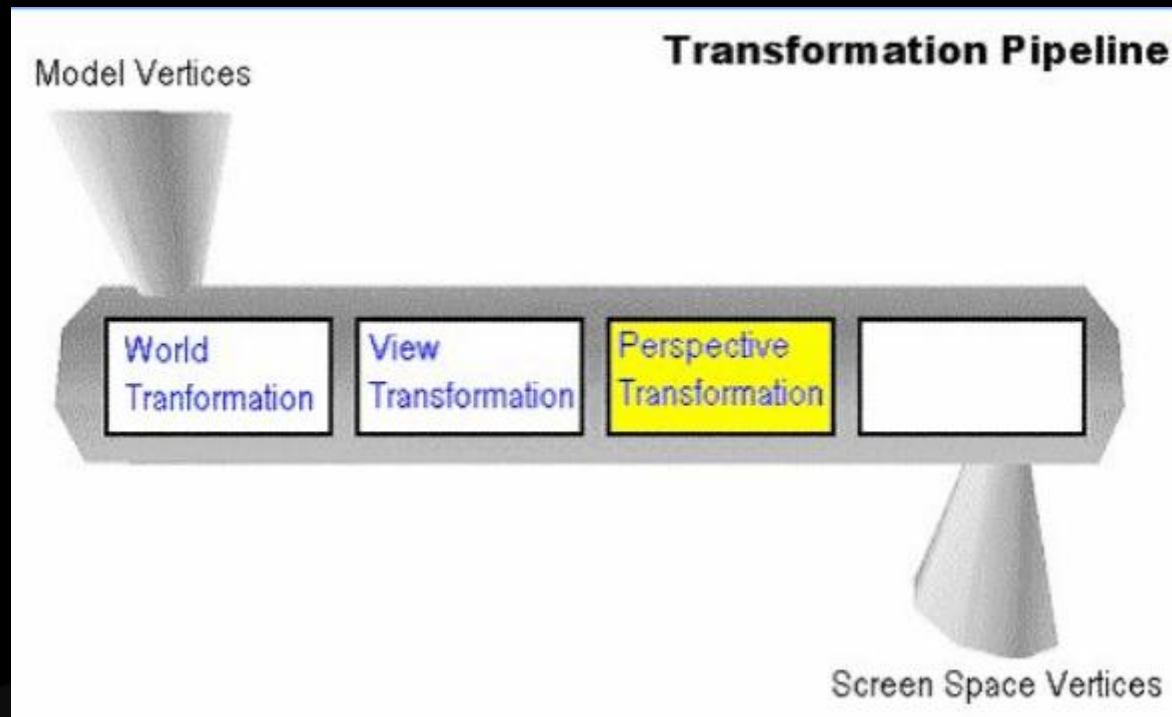 Transformation Pipeline
Model Vertices
World
Tranformation
View
Transformation
Perspective
Transformation
Screen Space Vertices